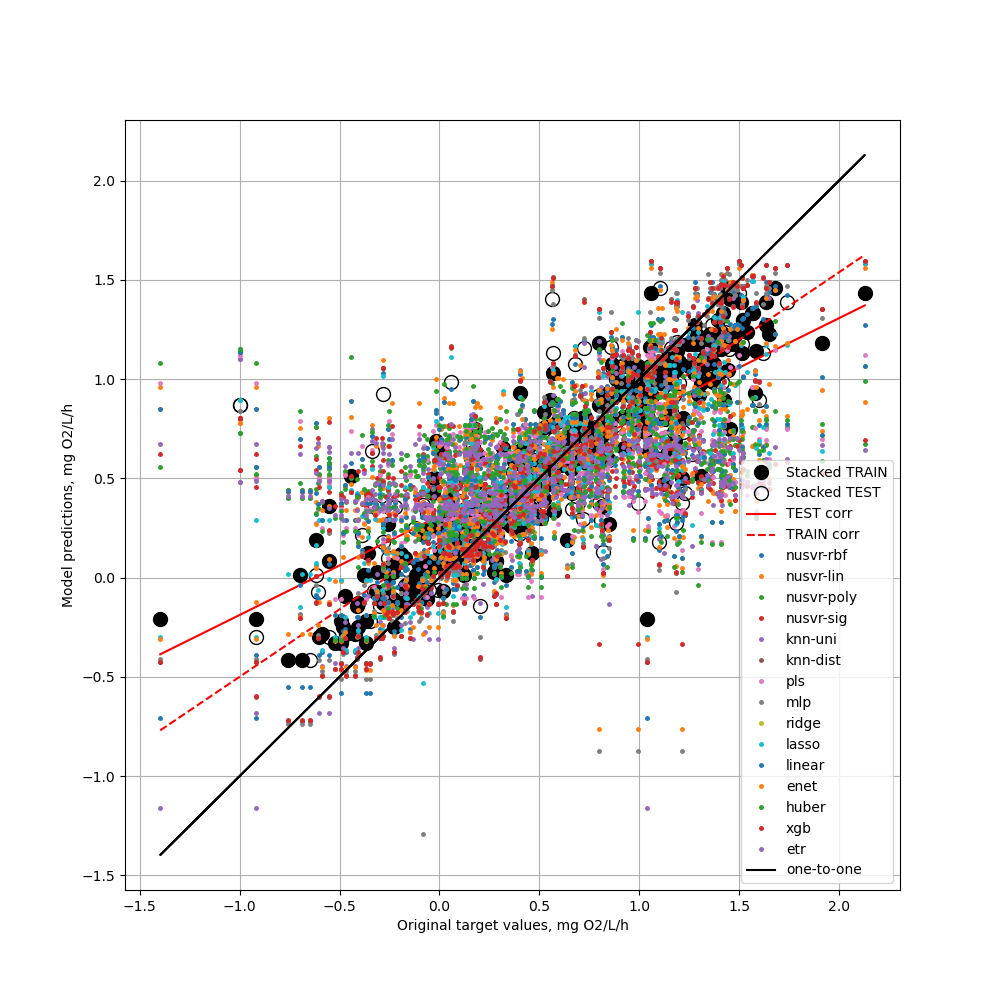 2.0
1.5
1.0
0.5
0.0
−0.5
−1.0
−1.5
Model predictions, mg O2/L/h
Stacked TRAIN
Stacked TEST
TEST corr
TRAIN corr
nusvr-rbf
nusvr-lin
nusvr-poly
nusvr-sig
knn-uni
knn-dist
pls
mlp
ridge
lasso
linear
enet
huber
xgb
etr
one-to-one
−1.5 −1.0 −0.5 0.0 0.5 1.0 1.5 2.0
Original target values, mg O2/L/h